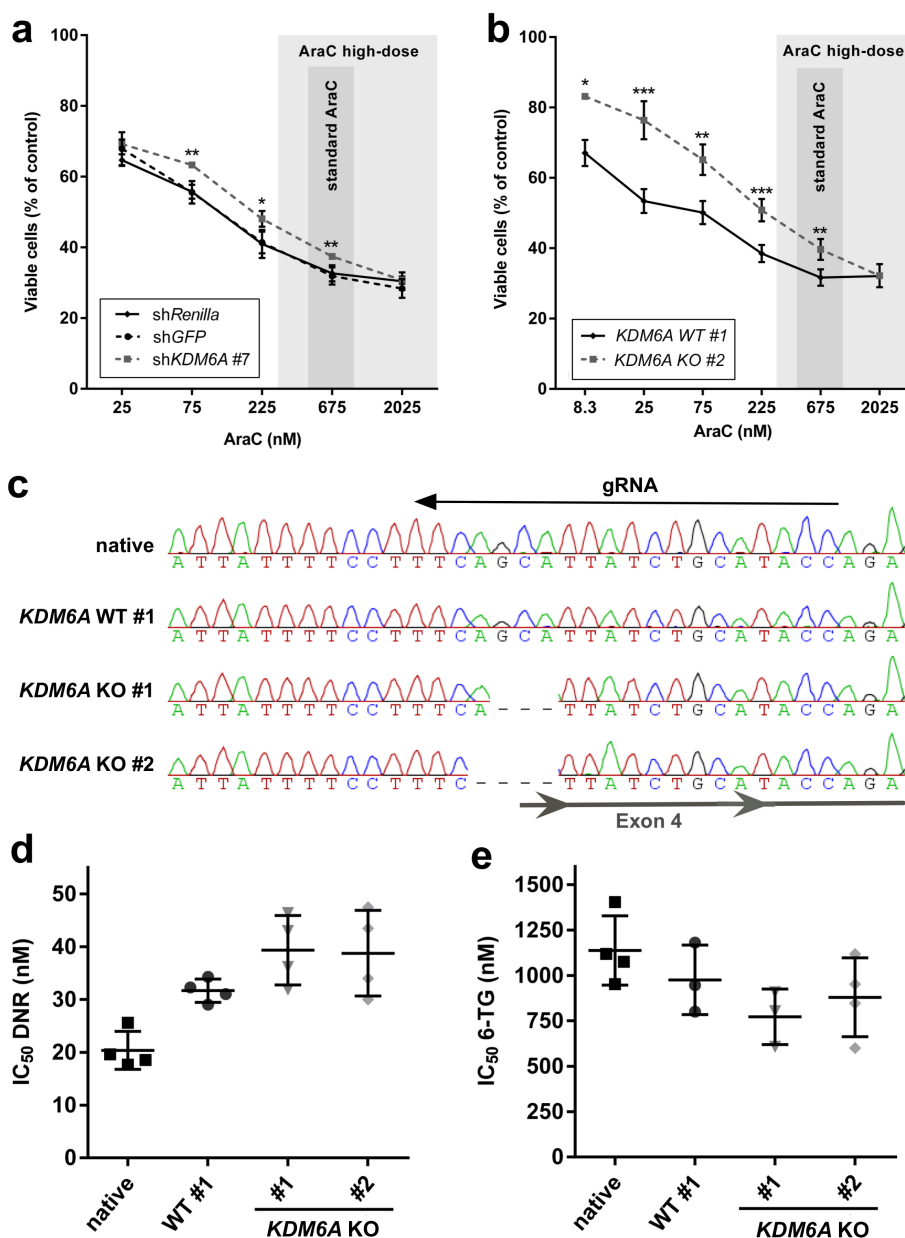 a
AraC high-dose
standard AraC
Viable cells (% of control)
100
80
60
40
20
0
**
*
**
shRenilla
shGFP
shKDM6A #7
25 75 225 675 2025
AraC (nM)
b
AraC high-dose
standard AraC
Viable cells (% of control)
100
80
60
40
20
0
*
***
**
***
**
KDM6A WT #1
KDM6A KO #2
8.3 25 75 225 675 2025
AraC (nM)
c
gRNA
native
A T T A T T T T C C T T T C A G C A T T A T C T G C A T A C C A G A
KDM6A WT #1
A T T A T T T T C C T T T C A G C A T T A T C T G C A T A C C A G A
KDM6A KO #1
A T T A T T T T C C T T T C A - - - T T A T C T G C A T A C C A G A
KDM6A KO #2
A T T A T T T T C C T T T C - - - - T T A T C T G C A T A C C A G A
Exon 4
d
IC50 DNR (nM)
50
40
30
20
10
0
native
WT #1
#1
#2
KDM6A KO
e
IC50 6-TG (nM)
1500
1250
1000
750
500
250
0
native
WT #1
#1
#2
KDM6A KO